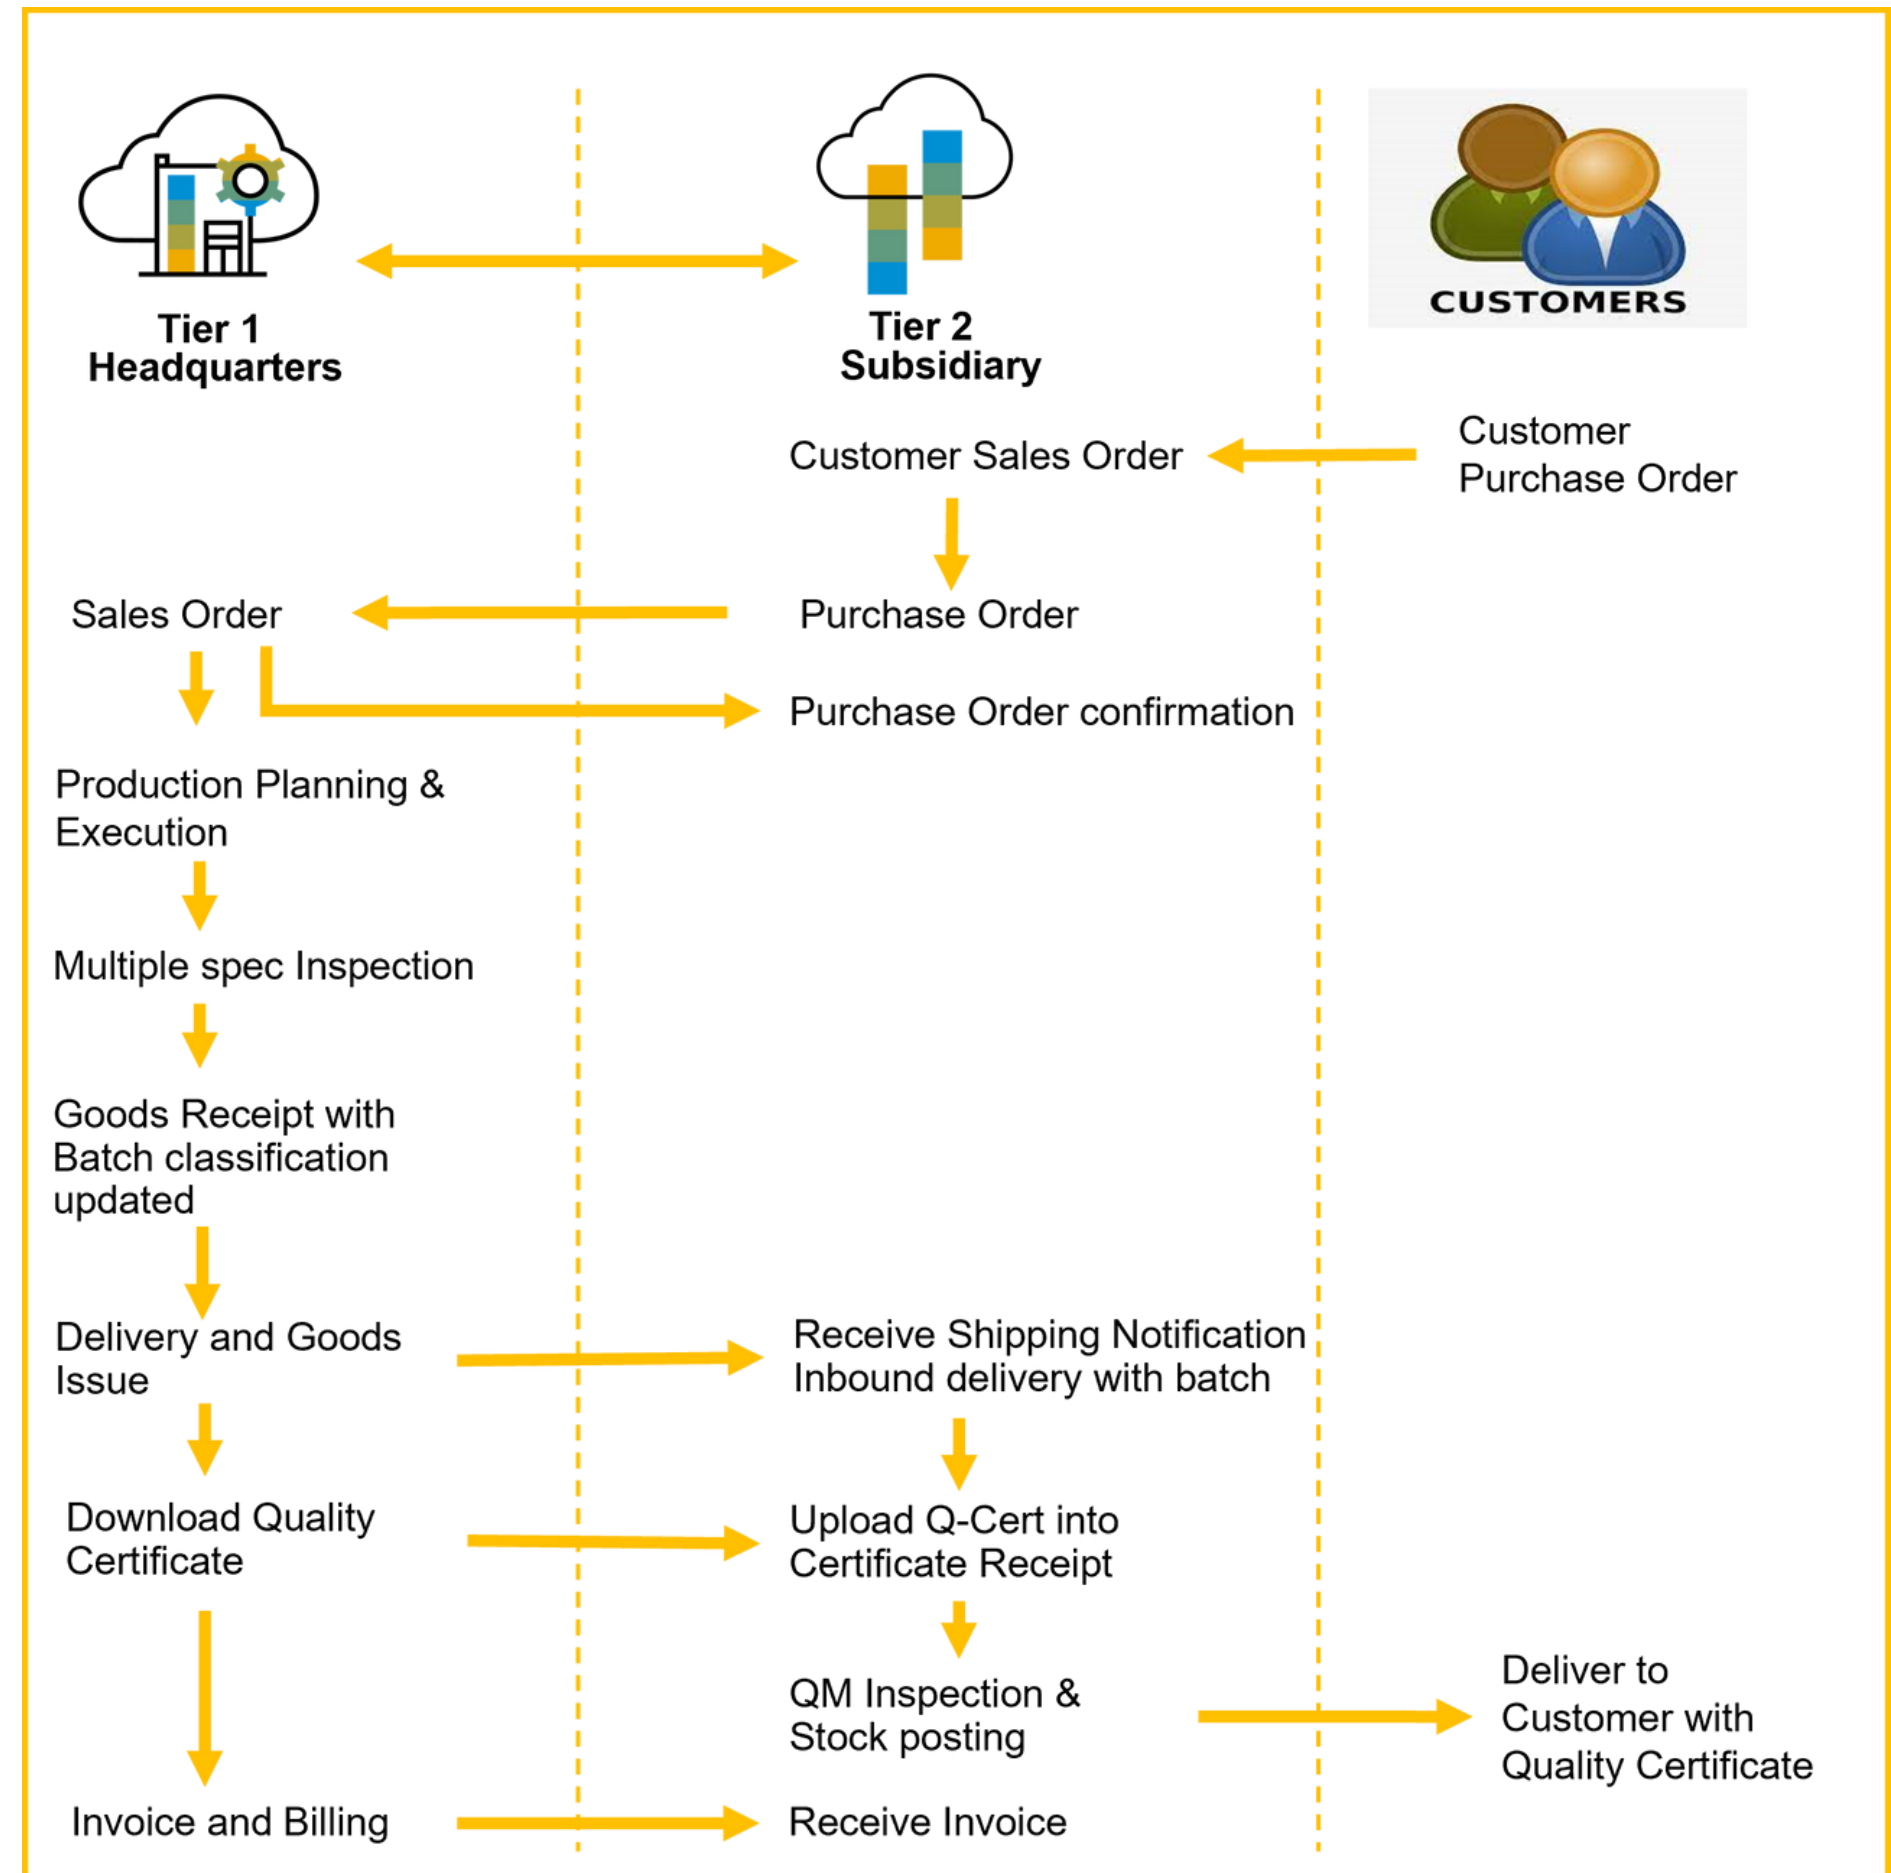 Tier 1
Headquarters
Tier 2
Subsidiary
CUSTOMERS
Customer Sales Order
Customer
Purchase Order
Sales Order
Purchase Order
Purchase Order confirmation
Production Planning &
Execution
Multiple spec Inspection
Goods Receipt with
Batch classification
updated
Delivery and Goods
Issue
Receive Shipping Notification
Inbound delivery with batch
Download Quality
Certificate
Upload Q-Cert into
Certificate Receipt
QM Inspection &
Stock posting
Deliver to
Customer with
Quality Certificate
Invoice and Billing
Receive Invoice